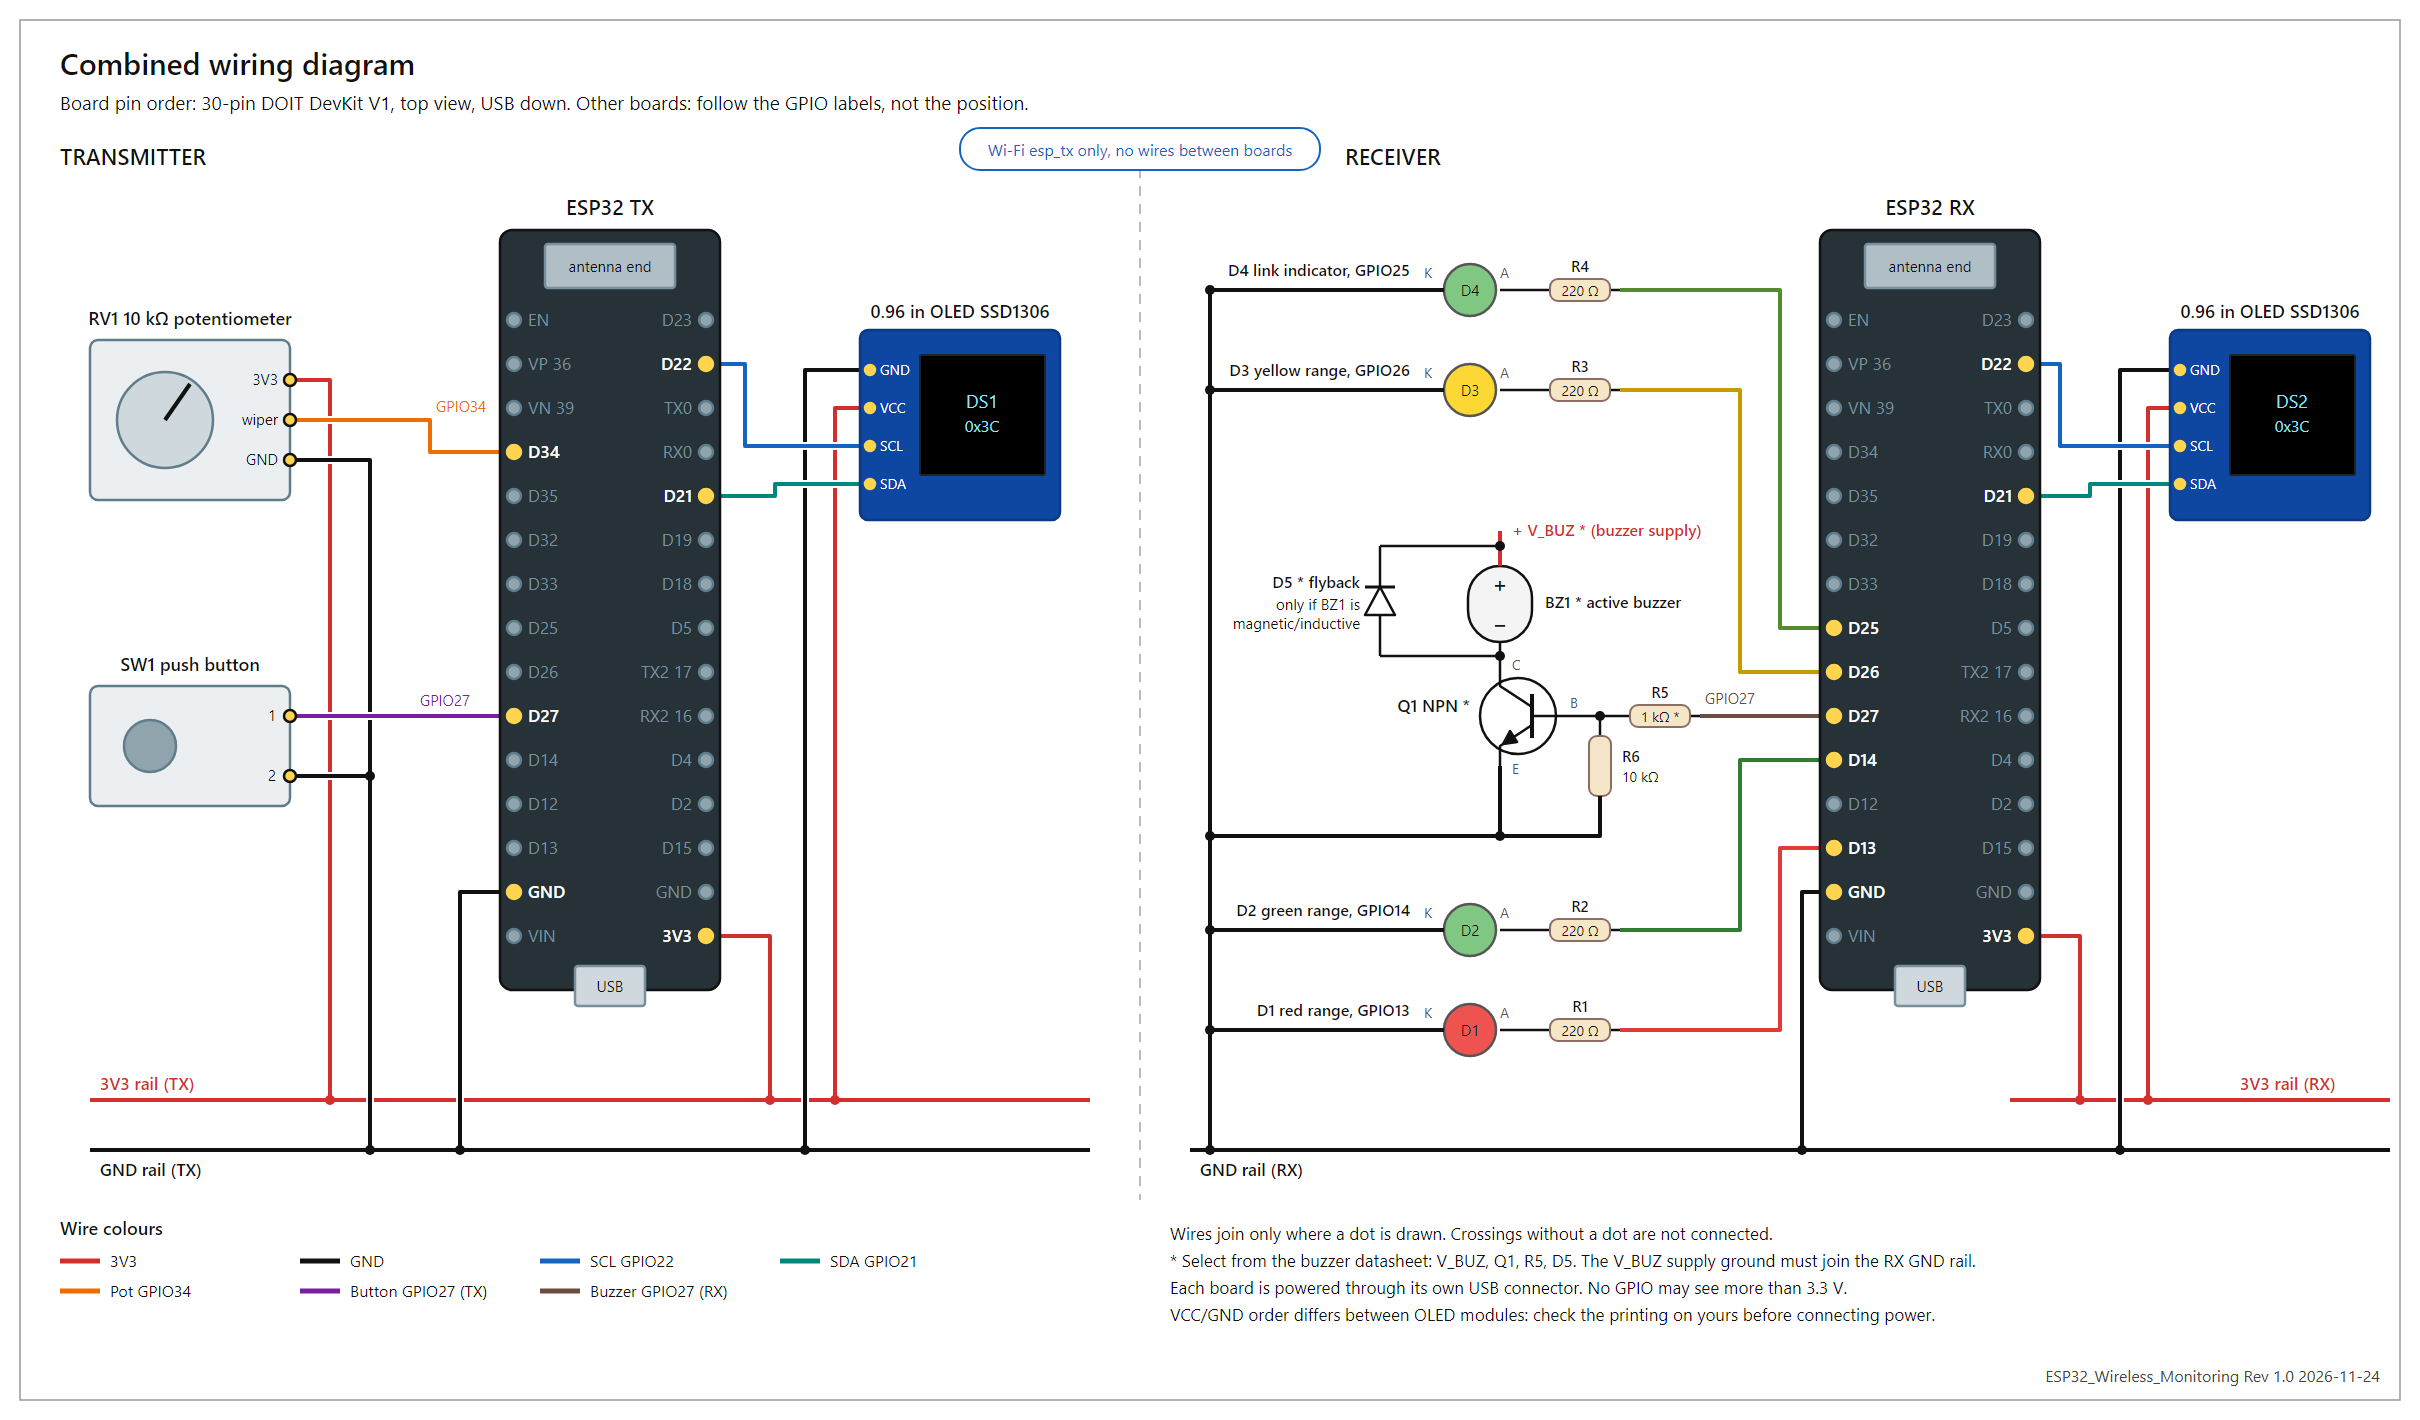 Combined wiring diagram
Board pin order: 30-pin DOIT DevKit V1, top view, USB down. Other boards: follow the GPIO labels, not the position.
Wi-Fi esp_tx only, no wires between boards
TRANSMITTER
ESP32 TX
antenna end
RV1 10 kΩ potentiometer
3V3
wiper
GND
GPIO34
SW1 push button
1
2
GPIO27
EN
VP 36
VN 39
D34
D35
D32
D33
D25
D26
D27
D14
D12
D13
GND
VIN
D23
D22
TX0
RX0
D21
D19
D18
D5
TX2 17
RX2 16
D4
D2
D15
GND
3V3
USB
0.96 in OLED SSD1306
GND
VCC
SCL
SDA
DS1
0x3C
3V3 rail (TX)
GND rail (TX)
RECEIVER
D4 link indicator, GPIO25
K
D4
A
R4
220 Ω
D3 yellow range, GPIO26
K
D3
A
R3
220 Ω
+ V_BUZ * (buzzer supply)
D5 * flyback
only if BZ1 is
magnetic/inductive
+
−
BZ1 * active buzzer
C
Q1 NPN *
B
E
R5
1 kΩ *
GPIO27
R6
10 kΩ
D2 green range, GPIO14
K
D2
A
R2
220 Ω
D1 red range, GPIO13
K
D1
A
R1
220 Ω
ESP32 RX
antenna end
EN
VP 36
VN 39
D34
D35
D32
D33
D25
D26
D27
D14
D12
D13
GND
VIN
D23
D22
TX0
RX0
D21
D19
D18
D5
TX2 17
RX2 16
D4
D2
D15
GND
3V3
USB
0.96 in OLED SSD1306
GND
VCC
SCL
SDA
DS2
0x3C
3V3 rail (RX)
GND rail (RX)
Wire colours
3V3
GND
SCL GPIO22
SDA GPIO21
Pot GPIO34
Button GPIO27 (TX)
Buzzer GPIO27 (RX)
Wires join only where a dot is drawn. Crossings without a dot are not connected.
* Select from the buzzer datasheet: V_BUZ, Q1, R5, D5. The V_BUZ supply ground must join the RX GND rail.
Each board is powered through its own USB connector. No GPIO may see more than 3.3 V.
VCC/GND order differs between OLED modules: check the printing on yours before connecting power.
ESP32_Wireless_Monitoring Rev 1.0 2026-11-24